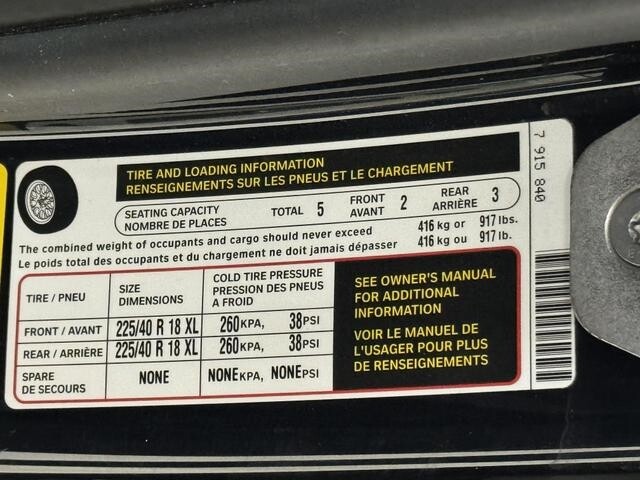 TIRE AND LOADING INFORMATION
RENSEIGNEMENTS SUR LES PNEUS ET LE CHARGEMENT
SEATING CAPACITY
NOMBRE DE PLACES
TOTAL 5
FRONT
AVANT 2
REAR
ARRIÈRE 3
The combined weight of occupants and cargo should never exceed 416 kg or 917 lbs.
Le poids total des occupants et du chargement ne doit jamais dépasser 416 kg ou 917 lb.
TIRE / PNEU
SIZE
DIMENSIONS
COLD TIRE PRESSURE
PRESSION DES PNEUS
A FROID
FRONT / AVANT 225/40 R 18 XL 260KPA, 38PSI
REAR / ARRIÈRE 225/40 R 18 XL 260KPA, 38PSI
SPARE
DE SECOURS
NONE NONEKPA, NONEPSI
SEE OWNER'S MANUAL
FOR ADDITIONAL
INFORMATION
VOIR LE MANUEL DE
L'USAGER POUR PLUS
DE RENSEIGNEMENTS
7 915 840